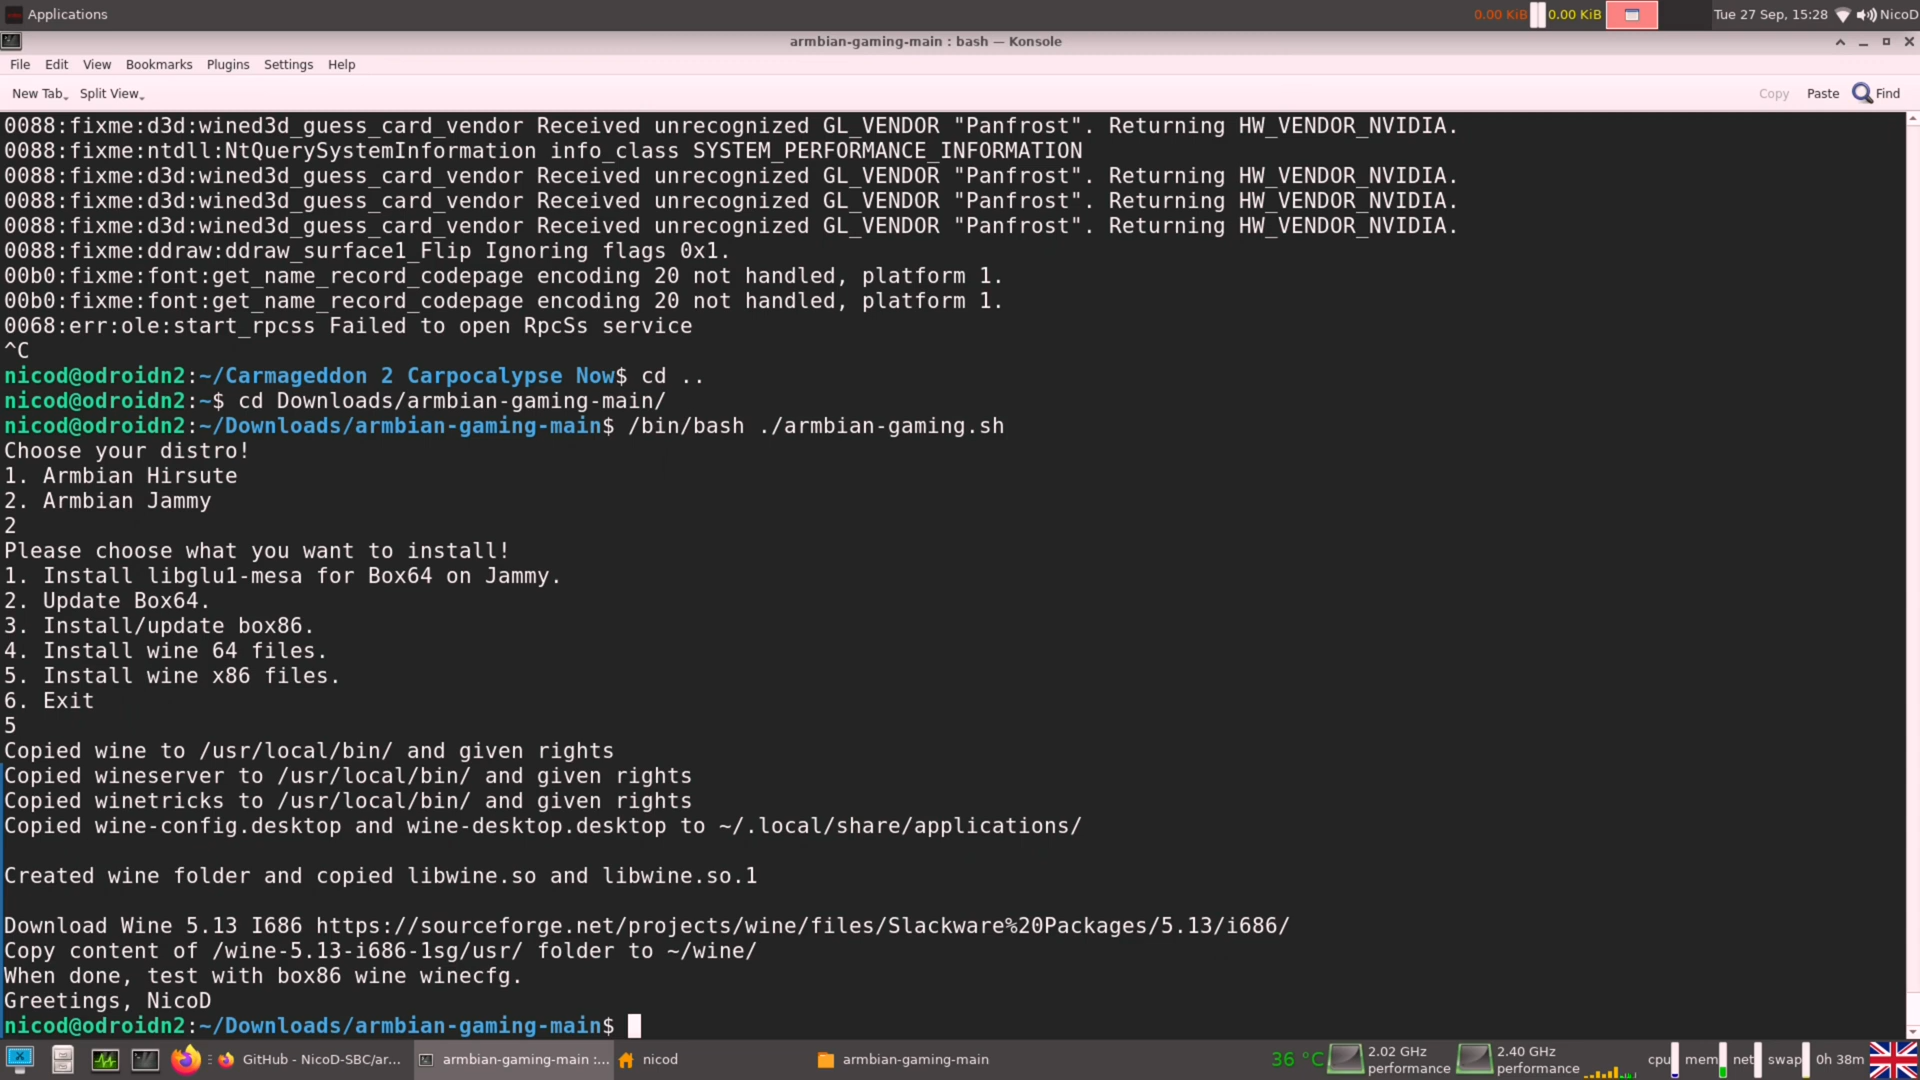 Applications
0.00 KiB 0.00 KiB Tue 27 Sep, 15:28 NicoD
armbian-gaming-main : bash — Konsole
File Edit View Bookmarks Plugins Settings Help
New Tab Split View Copy Paste Find
0088:fixme:d3d:wined3d_guess_card_vendor Received unrecognized GL_VENDOR "Panfrost". Returning HW_VENDOR_NVIDIA.
0088:fixme:ntdll:NtQuerySystemInformation info_class SYSTEM_PERFORMANCE_INFORMATION
0088:fixme:d3d:wined3d_guess_card_vendor Received unrecognized GL_VENDOR "Panfrost". Returning HW_VENDOR_NVIDIA.
0088:fixme:d3d:wined3d_guess_card_vendor Received unrecognized GL_VENDOR "Panfrost". Returning HW_VENDOR_NVIDIA.
0088:fixme:d3d:wined3d_guess_card_vendor Received unrecognized GL_VENDOR "Panfrost". Returning HW_VENDOR_NVIDIA.
0088:fixme:ddraw:ddraw_surface1_Flip Ignoring flags 0x1.
00b0:fixme:font:get_name_record_codepage encoding 20 not handled, platform 1.
00b0:fixme:font:get_name_record_codepage encoding 20 not handled, platform 1.
0068:err:ole:start_rpcss Failed to open RpcSs service
^C
nicod@odroidn2:~/Carmageddon 2 Carpocalypse Now$ cd ..
nicod@odroidn2:~$ cd Downloads/armbian-gaming-main/
nicod@odroidn2:~/Downloads/armbian-gaming-main$ /bin/bash ./armbian-gaming.sh
Choose your distro!
1. Armbian Hirsute
2. Armbian Jammy
2
Please choose what you want to install!
1. Install libglu1-mesa for Box64 on Jammy.
2. Update Box64.
3. Install/update box86.
4. Install wine 64 files.
5. Install wine x86 files.
6. Exit
5
Copied wine to /usr/local/bin/ and given rights
Copied wineserver to /usr/local/bin/ and given rights
Copied winetricks to /usr/local/bin/ and given rights
Copied wine-config.desktop and wine-desktop.desktop to ~/.local/share/applications/
Created wine folder and copied libwine.so and libwine.so.1
Download Wine 5.13 I686 https://sourceforge.net/projects/wine/files/Slackware%20Packages/5.13/i686/
Copy content of /wine-5.13-i686-1sg/usr/ folder to ~/wine/
When done, test with box86 wine winecfg.
Greetings, NicoD
nicod@odroidn2:~/Downloads/armbian-gaming-main$
GitHub - NicoD-SBC/ar... armbian-gaming-main :... nicod armbian-gaming-main 36 °C 2.02 GHz performance 2.40 GHz performance cpu mem net swap 0h 38m